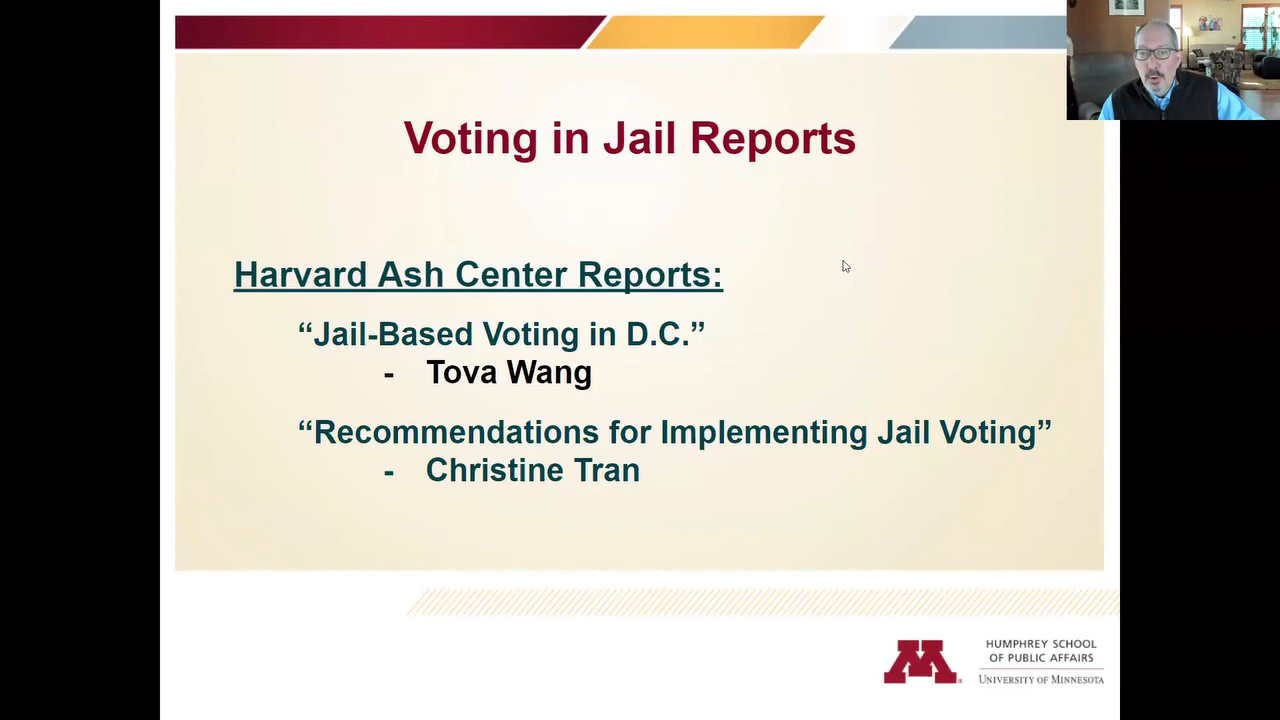 Voting in Jail Reports
Harvard Ash Center Reports:
“Jail-Based Voting in D.C.”
- Tova Wang
“Recommendations for Implementing Jail Voting”
- Christine Tran
M
HUMPHREY SCHOOL
OF PUBLIC AFFAIRS
UNIVERSITY OF MINNESOTA